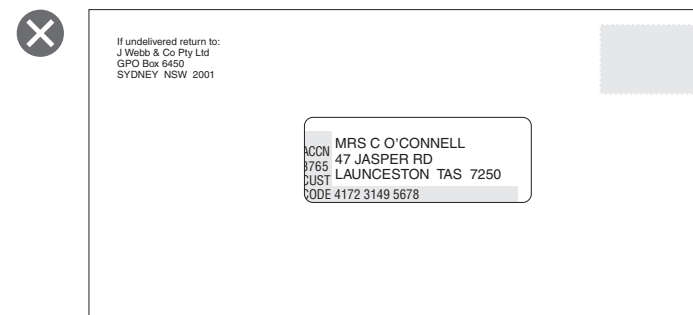 If undelivered return to:
J Webb & Co Pty Ltd
GPO Box 6450
SYDNEY NSW 2001
MRS C O'CONNELL
ACCN
47 JASPER RD
3765
LAUNCESTON TAS 7250
CUST
CODE 4172 3149 5678